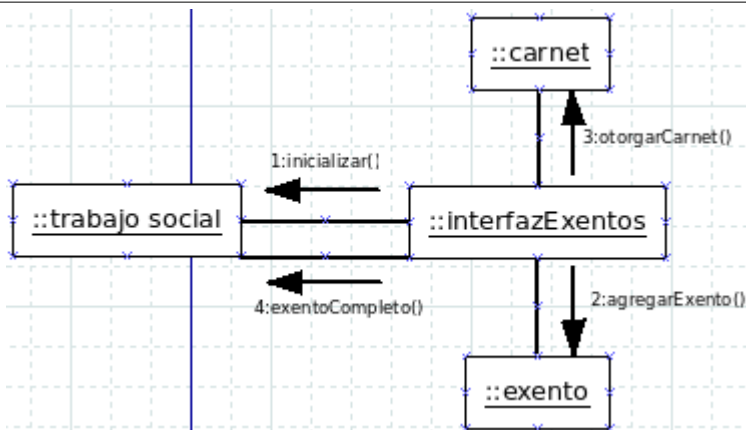 ::carnet
3:otorgarCarnet()
1:inicializar()
::trabajo social
::interfazExentos
4:exentoCompleto()
2:agregarExento()
::exento